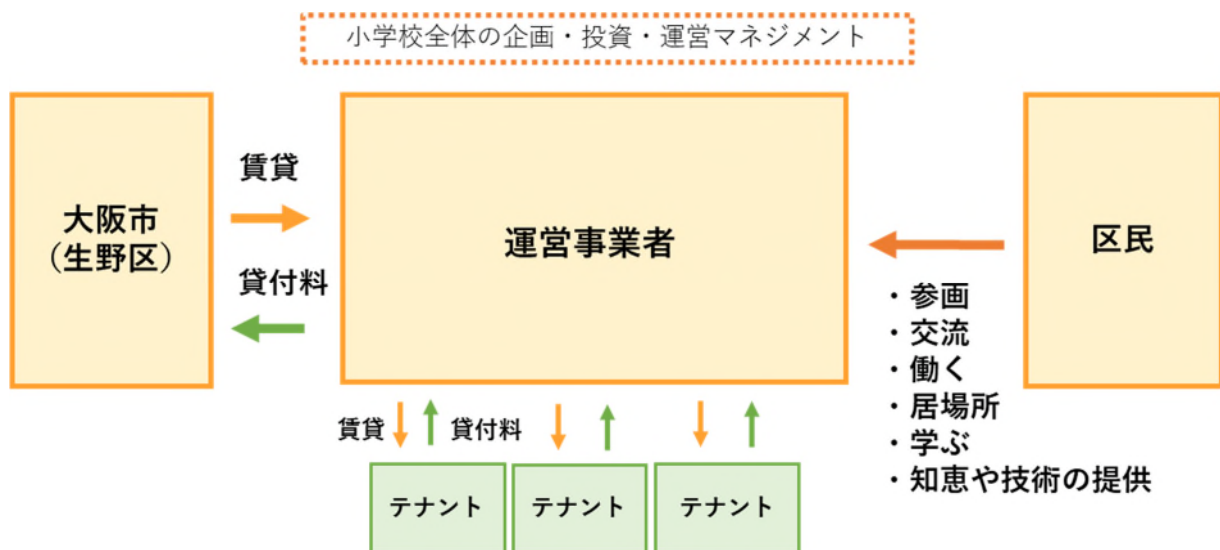 小学校全体の企画・投資・運営マネジメント
大阪市
（生野区）
賃貸
貸付料
運営事業者
区民
・参画
・交流
・働く
・居場所
・学ぶ
・知恵や技術の提供
賃貸
貸付料
テナント
テナント
テナント